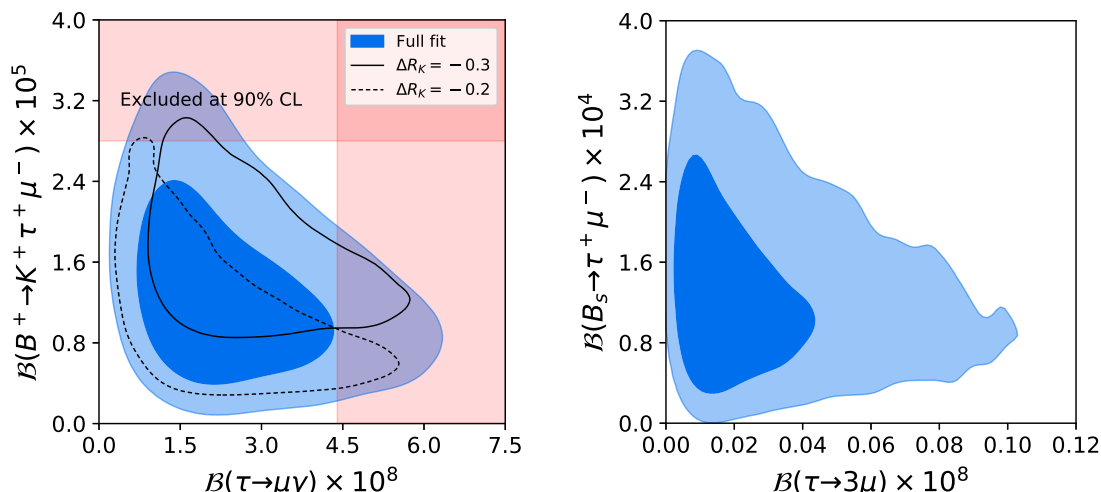 4.0
3.2
2.4
1.6
0.8
0.0
0.0 1.5 3.0 4.5 6.0 7.5
ℬ(B⁺→K⁺τ⁺μ⁻) × 10⁵
ℬ(τ→μγ) × 10⁸
Excluded at 90% CL
Full fit
ΔR_K = −0.3
ΔR_K = −0.2
4.0
3.2
2.4
1.6
0.8
0.0
0.00 0.02 0.04 0.06 0.08 0.10 0.12
ℬ(B_s→τ⁺μ⁻) × 10⁴
ℬ(τ→3μ) × 10⁸